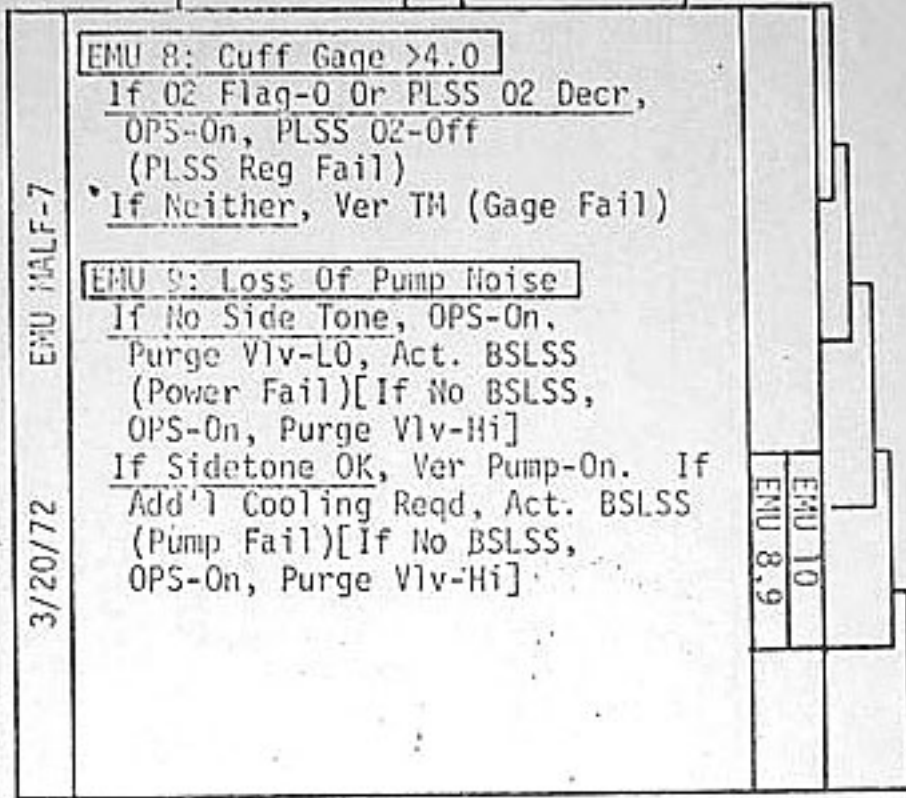 EMU MALF-7
3/20/72
EMU 8: Cuff Gage >4.0
If O2 Flag-O Or PLSS O2 Decr,
OPS-On, PLSS O2-Off
(PLSS Reg Fail)
If Neither, Ver TM (Gage Fail)
EMU 9: Loss Of Pump Noise
If No Side Tone, OPS-On,
Purge Vlv-LO, Act. BSLSS
(Power Fail)[If No BSLSS,
OPS-On, Purge Vlv-Hi]
If Sidetone OK, Ver Pump-On. If
Add'l Cooling Reqd, Act. BSLSS
(Pump Fail)[If No BSLSS,
OPS-On, Purge Vlv-Hi]
EMU 10
EMU 8,9